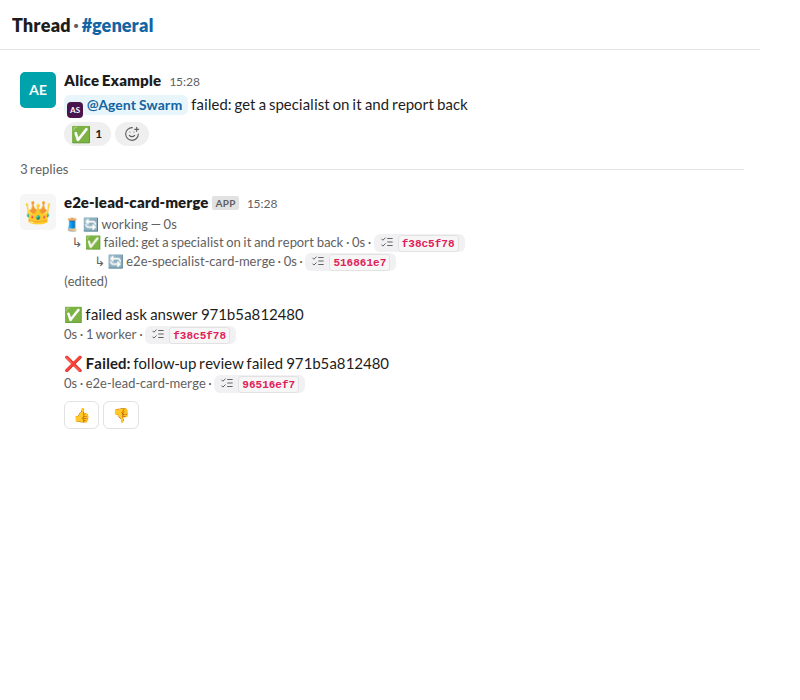 Thread • #general
AE
Alice Example 15:28
AS @Agent Swarm failed: get a specialist on it and report back
✅ 1
3 replies
e2e-lead-card-merge APP 15:28
🧵 🔄 working — 0s
↳ ✅ failed: get a specialist on it and report back · 0s · f38c5f78
↳ 🔄 e2e-specialist-card-merge · 0s · 516861e7
(edited)
✅ failed ask answer 971b5a812480
0s · 1 worker · f38c5f78
❌ Failed: follow-up review failed 971b5a812480
0s · e2e-lead-card-merge · 96516ef7
👍 👎